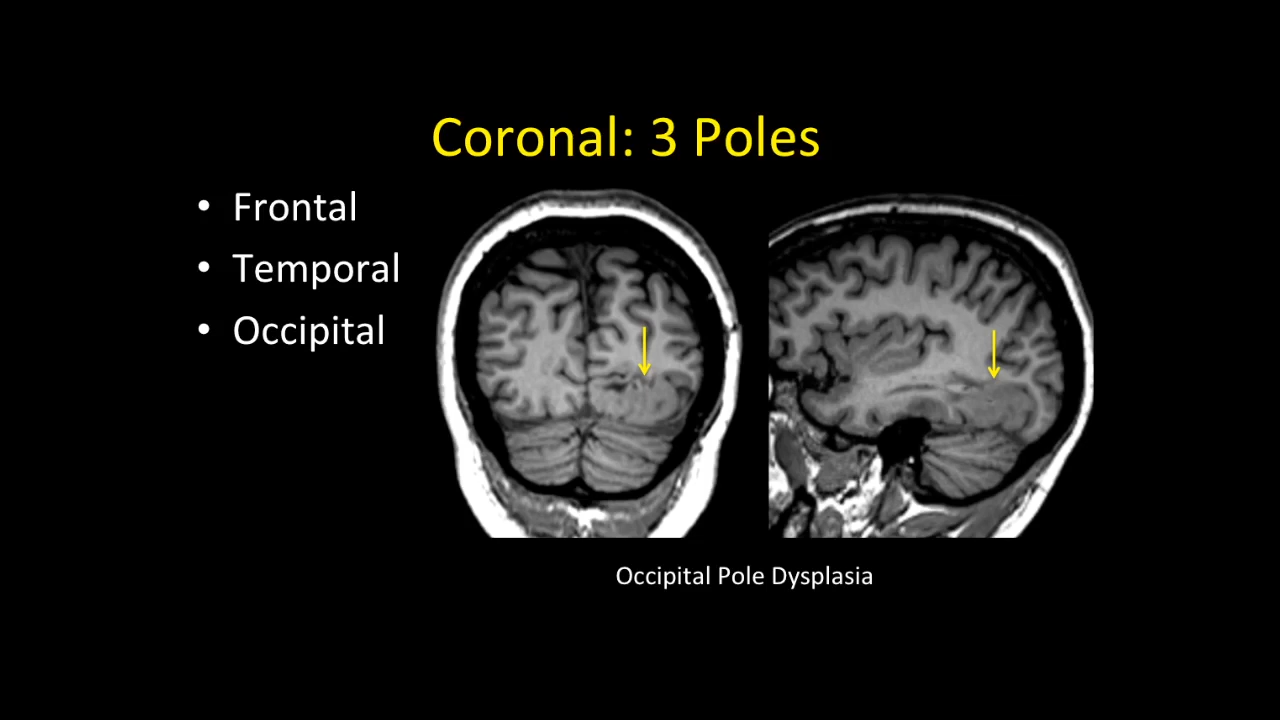 Coronal: 3 Poles
• Frontal
• Temporal
• Occipital
Occipital Pole Dysplasia